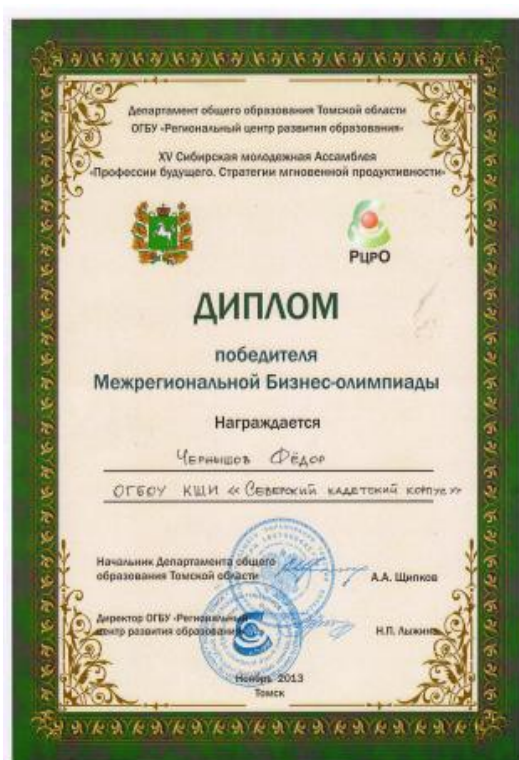 Департамент общего образования Томской области
ОГБУ «Региональный центр развития образования»
XV Сибирская молодежная Ассамблея
«Профессии будущего. Стратегии мгновенной продуктивности»
РЦРО
ДИПЛОМ
победителя
Межрегиональной Бизнес-олимпиады
Награждается
Чернышов Фёдор
ОГБОУ КШИ «Северский кадетский корпус»
Начальник Департамента общего
образования Томской области
А.А. Щипков
Директор ОГБУ «Региональный
центр развития образования»
Н.П. Лыжина
Ноябрь 2013
Томск